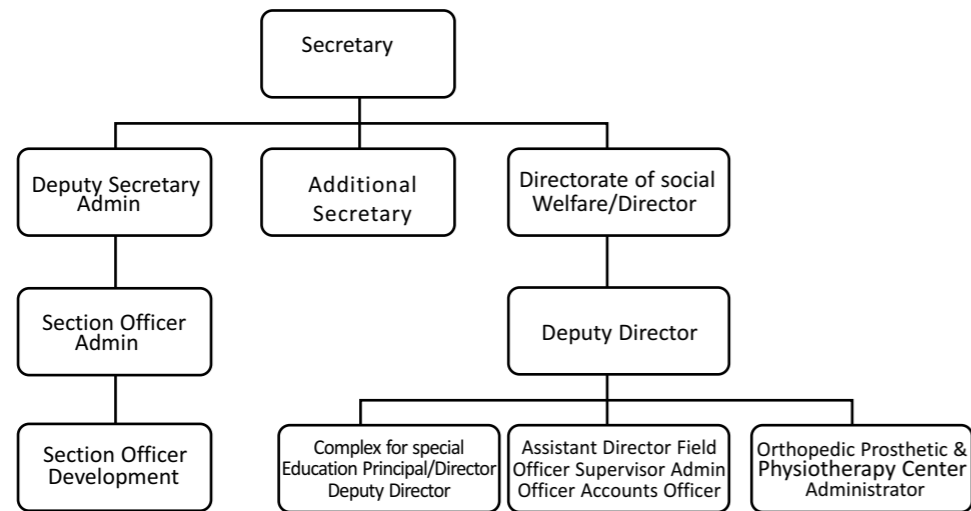 Secretary
Deputy Secretary
Admin
Additional
Secretary
Directorate of social
Welfare/Director
Section Officer
Admin
Deputy Director
Section Officer
Development
Complex for special
Education Principal/Director
Deputy Director
Assistant Director Field
Officer Supervisor Admin
Officer Accounts Officer
Orthopedic Prosthetic &
Physiotherapy Center
Administrator